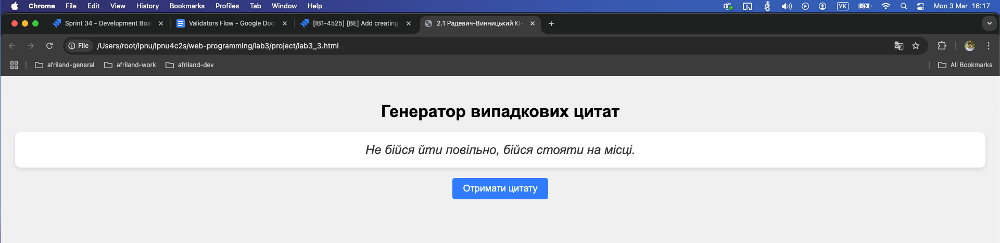 Chrome File Edit View History Bookmarks Profiles Tab Window Help УК Mon 3 Mar 16:17
Sprint 34 - Development Boa
Validators Flow - Google Doc
[IB1-4525] [BE] Add creating
2.1 Радевич-Винницький КІ-
File /Users/root/lpnu/lpnu4c2s/web-programming/lab3/project/lab3_3.html
afriland-general afriland-work afriland-dev All Bookmarks
Генератор випадкових цитат
Не бійся йти повільно, бійся стояти на місці.
Отримати цитату